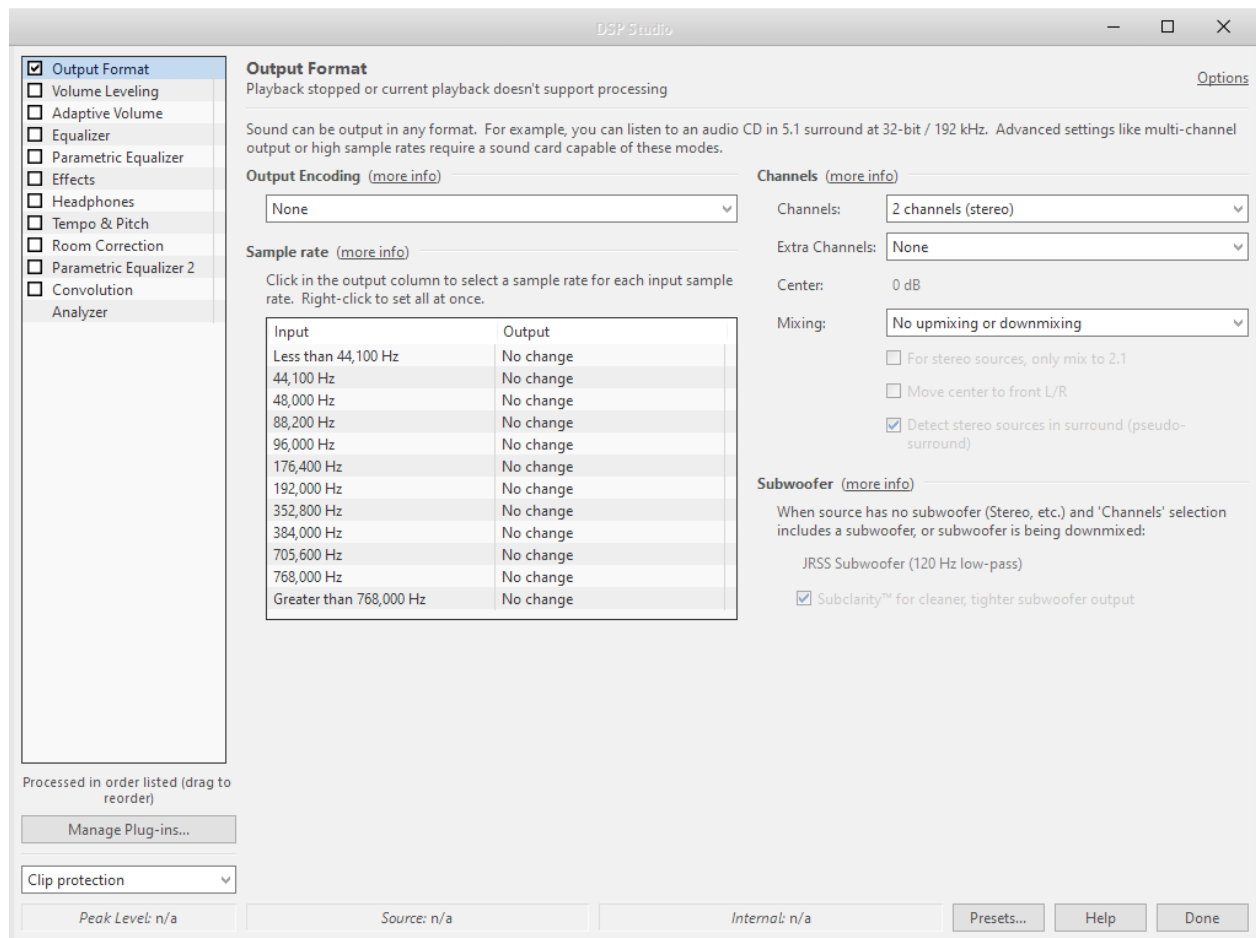 DSP Studio
Output Format
Volume Leveling
Adaptive Volume
Equalizer
Parametric Equalizer
Effects
Headphones
Tempo & Pitch
Room Correction
Parametric Equalizer 2
Convolution
Analyzer
Processed in order listed (drag to
reorder)
Manage Plug-ins...
Clip protection
Output Format
Playback stopped or current playback doesn't support processing
Options
Sound can be output in any format.  For example, you can listen to an audio CD in 5.1 surround at 32-bit / 192 kHz.  Advanced settings like multi-channel
output or high sample rates require a sound card capable of these modes.
Output Encoding (more info)
None
Sample rate (more info)
Click in the output column to select a sample rate for each input sample
rate.  Right-click to set all at once.
Input Output
Less than 44,100 Hz No change
44,100 Hz No change
48,000 Hz No change
88,200 Hz No change
96,000 Hz No change
176,400 Hz No change
192,000 Hz No change
352,800 Hz No change
384,000 Hz No change
705,600 Hz No change
768,000 Hz No change
Greater than 768,000 Hz No change
Channels (more info)
Channels: 2 channels (stereo)
Extra Channels: None
Center: 0 dB
Mixing: No upmixing or downmixing
For stereo sources, only mix to 2.1
Move center to front L/R
Detect stereo sources in surround (pseudo-
surround)
Subwoofer (more info)
When source has no subwoofer (Stereo, etc.) and 'Channels' selection
includes a subwoofer, or subwoofer is being downmixed:
JRSS Subwoofer (120 Hz low-pass)
Subclarity™ for cleaner, tighter subwoofer output
Peak Level: n/a Source: n/a Internal: n/a Presets... Help Done